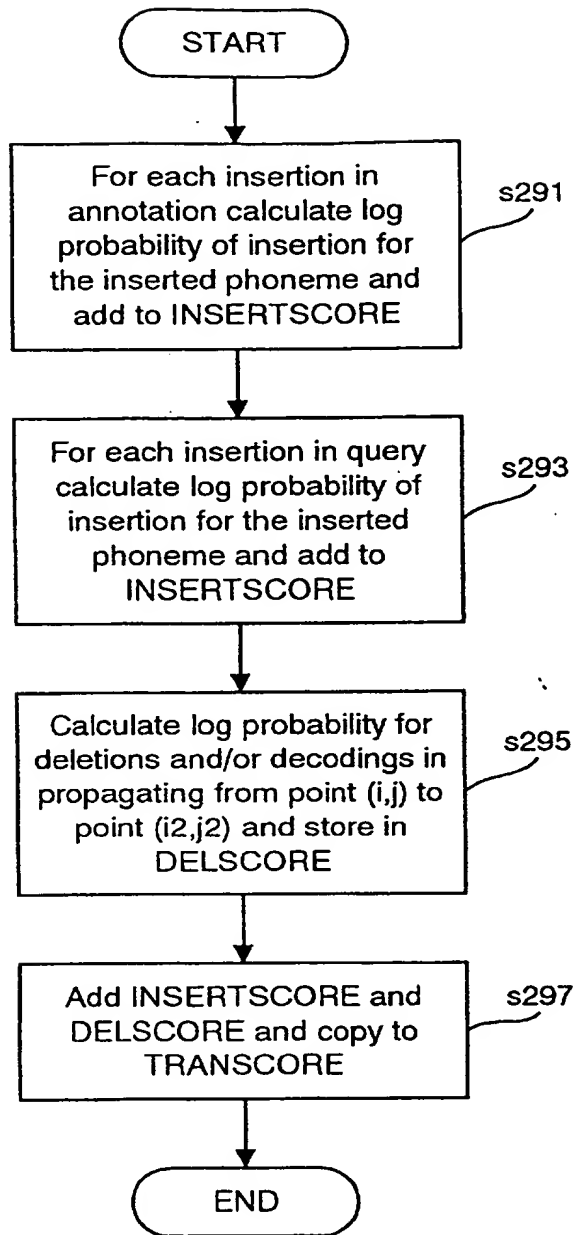 START
For each insertion in
annotation calculate log
probability of insertion for
the inserted phoneme and
add to INSERTSCORE
s291
For each insertion in query
calculate log probability of
insertion for the inserted
phoneme and add to
INSERTSCORE
s293
Calculate log probability for
deletions and/or decodings in
propagating from point (i,j) to
point (i2,j2) and store in
DELSCORE
s295
Add INSERTSCORE and
DELSCORE and copy to
TRANSCORE
s297
END